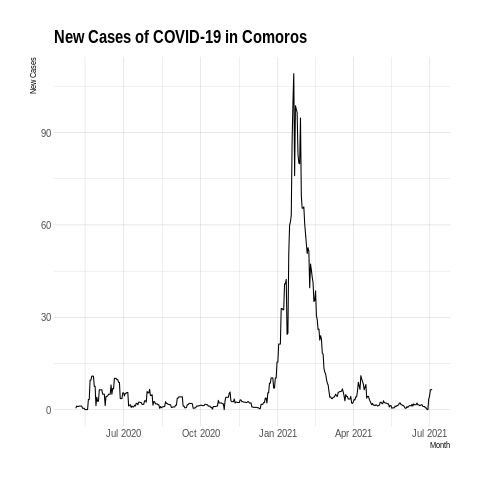 New Cases of COVID-19 in Comoros
New Cases
90
60
30
0
Jul 2020 Oct 2020 Jan 2021 Apr 2021 Jul 2021
Month